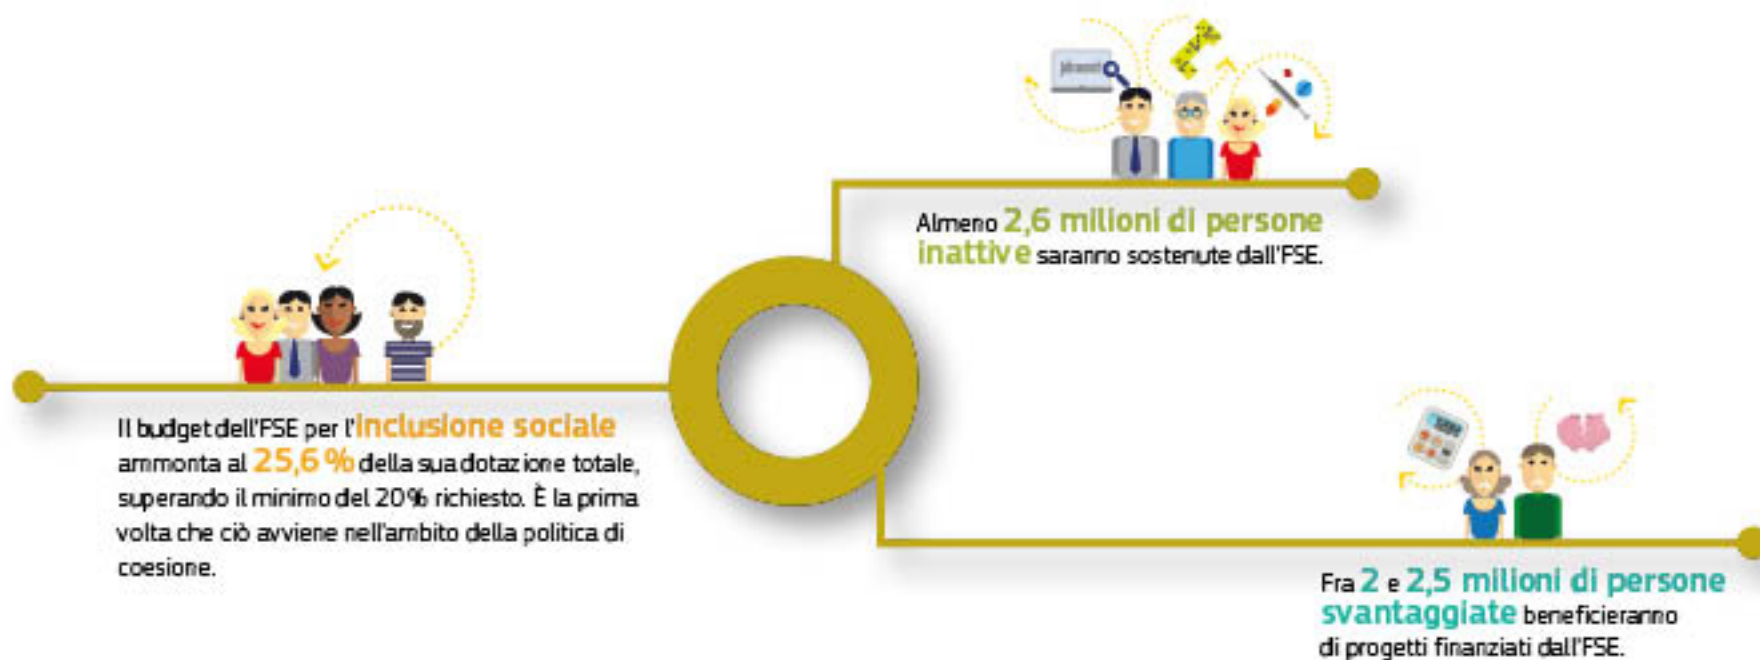 Almeno 2,6 milioni di persone
inattive saranno sostenute dall'FSE.
Il budget dell'FSE per l'inclusione sociale
ammonta al 25,6 % della sua dotazione totale,
superando il minimo del 20% richiesto. È la prima
volta che ciò avviene nell'ambito della politica di
coesione.
Fra 2 e 2,5 milioni di persone
svantaggiate beneficieranno
di progetti finanziati dall'FSE.